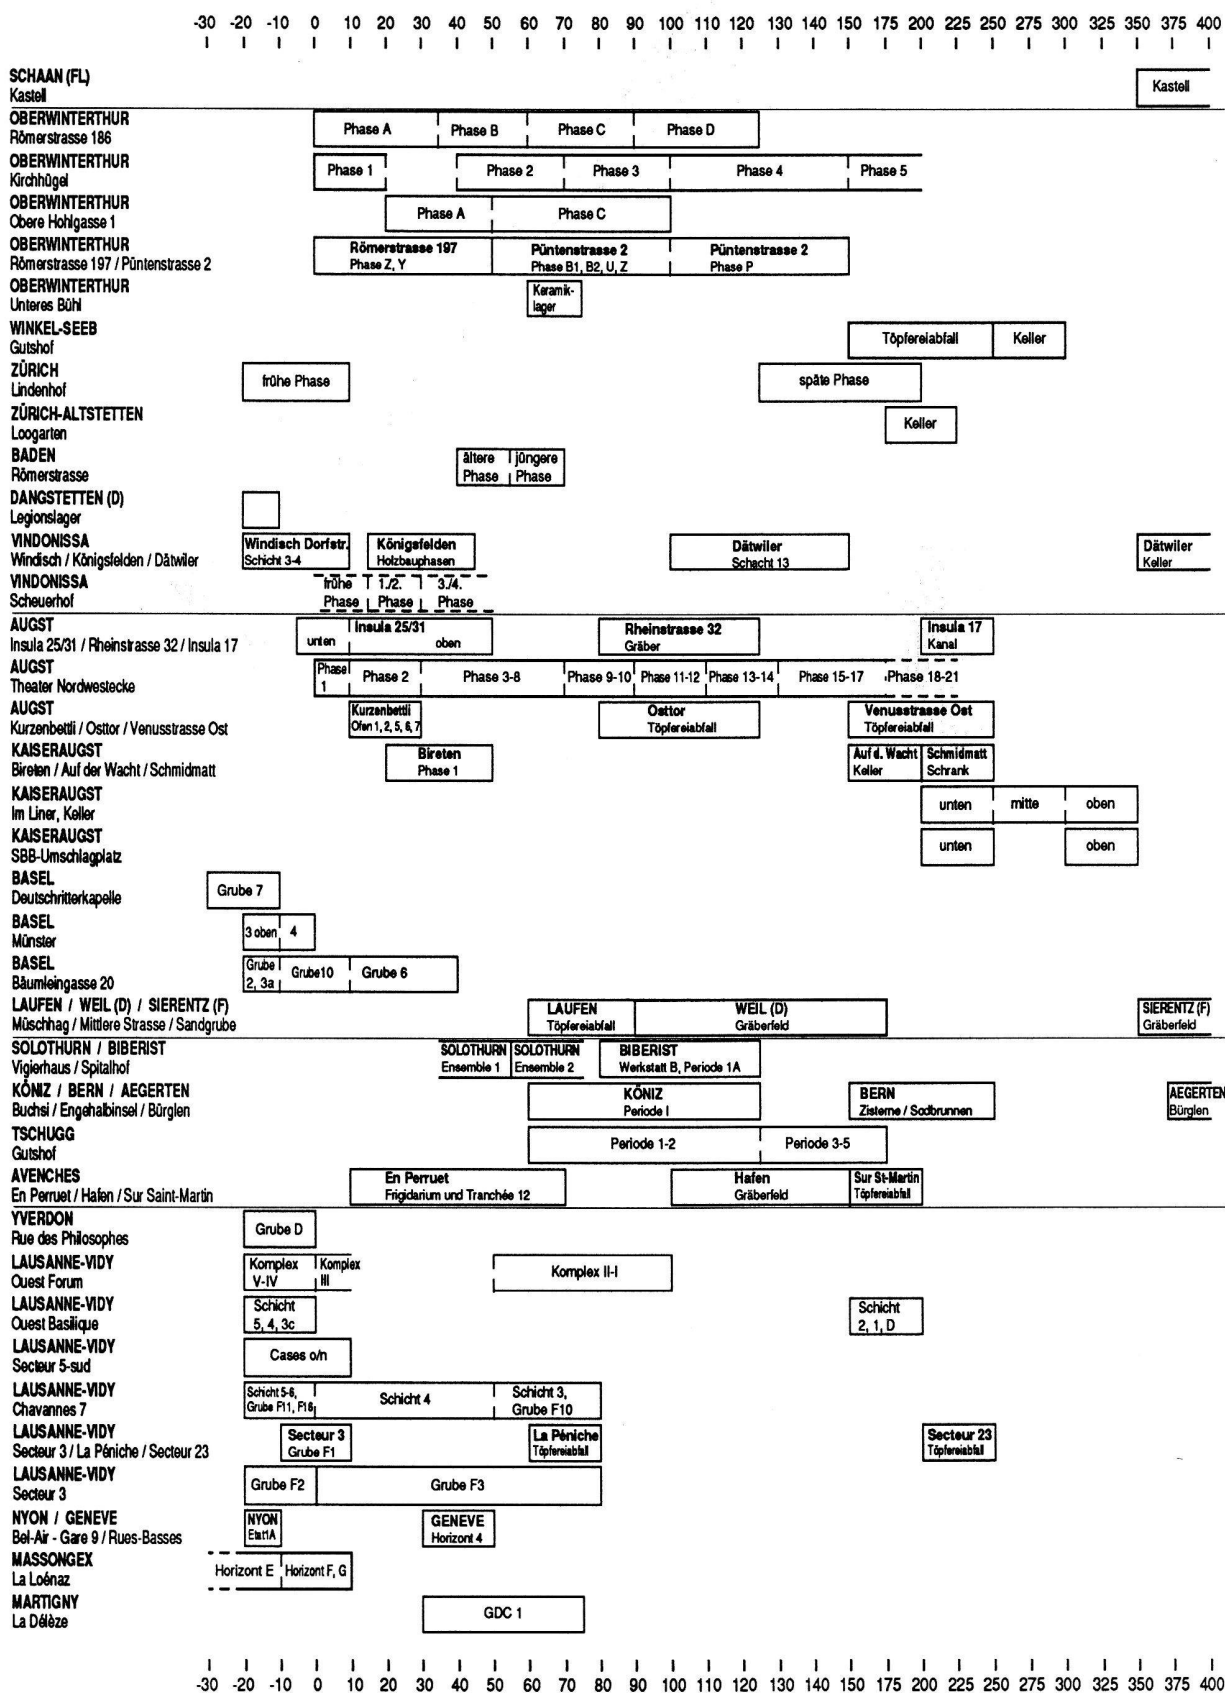 -30 -20 -10 0 10 20 30 40 50 60 70 80 90 100 110 120 130 140 150 175 200 225 250 275 300 325 350 375 400
SCHAAN (FL)
Kastell
Kastell
OBERWINTERTHUR
Römerstrasse 186
Phase A Phase B Phase C Phase D
OBERWINTERTHUR
Kirchhügel
Phase 1 Phase 2 Phase 3 Phase 4 Phase 5
OBERWINTERTHUR
Obere Hohlgasse 1
Phase A Phase C
OBERWINTERTHUR
Römerstrasse 197 / Püntenstrasse 2
Römerstrasse 197 Püntenstrasse 2 Püntenstrasse 2
Phase Z, Y Phase B1, B2, U, Z Phase P
OBERWINTERTHUR
Unteres Bühl
Keramik-
lager
WINKEL-SEEB
Gutshof
Töpfereiabfall Keller
ZÜRICH
Lindenhof
frühe Phase späte Phase
ZÜRICH-ALTSTETTEN
Loogarten
Keller
BADEN
Römerstrasse
ältere jüngere
Phase Phase
DANGSTETTEN (D)
Legionslager
VINDONISSA
Windisch / Königsfelden / Dätwiler
Windisch Dorfstr. Königsfelden Dätwiler Dätwiler
Schicht 3-4 Holzbauphasen Schacht 13 Keller
VINDONISSA
Scheuerhof
frühe 1./2. 3./4.
Phase Phase Phase
AUGST
Insula 25/31 / Rheinstrasse 32 / Insula 17
Insula 25/31 Rheinstrasse 32 Insula 17
unten oben Gräber Kanal
AUGST
Theater Nordwestecke
Phase 1 Phase 2 Phase 3-8 Phase 9-10 Phase 11-12 Phase 13-14 Phase 15-17 Phase 18-21
AUGST
Kurzenbettli / Osttor / Venusstrasse Ost
Kurzenbettli Osttor Venusstrasse Ost
Ofen 1, 2, 5, 6, 7 Töpfereiabfall Töpfereiabfall
KAISERAUGST
Bireten / Auf der Wacht / Schmidmatt
Bireten Auf d. Wacht Schmidmatt
Phase 1 Keller Schrank
KAISERAUGST
Im Liner, Keller
unten mitte oben
KAISERAUGST
SBB-Umschlagplatz
unten oben
BASEL
Deutschritterkapelle
Grube 7
BASEL
Münster
3 oben 4
BASEL
Bäumleingasse 20
Grube
2, 3a Grube10 Grube 6
LAUFEN / WEIL (D) / SIERENTZ (F)
Müschhag / Mittlere Strasse / Sandgrube
LAUFEN WEIL (D) SIERENTZ (F)
Töpfereiabfall Gräberfeld Gräberfeld
SOLOTHURN / BIBERIST
Vigierhaus / Spitalhof
SOLOTHURN SOLOTHURN BIBERIST
Ensemble 1 Ensemble 2 Werkstatt B, Periode 1A
KÖNIZ / BERN / AEGERTEN
Buchsi / Engehalbinsel / Bürglen
KÖNIZ BERN AEGERTEN
Periode I Zisterne / Sodbrunnen Bürglen
TSCHUGG
Gutshof
Periode 1-2 Periode 3-5
AVENCHES
En Perruet / Hafen / Sur Saint-Martin
En Perruet Hafen Sur St-Martin
Frigidarium und Tranchée 12 Gräberfeld Töpfereiabfall
YVERDON
Rue des Philosophes
Grube D
LAUSANNE-VIDY
Ouest Forum
Komplex Komplex Komplex II-I
V-IV III
LAUSANNE-VIDY
Ouest Basilique
Schicht Schicht
5, 4, 3c 2, 1, D
LAUSANNE-VIDY
Secteur 5-sud
Cases o/n
LAUSANNE-VIDY
Chavannes 7
Schicht 5-6, Schicht 4 Schicht 3,
Grube F11, F16 Grube F10
LAUSANNE-VIDY
Secteur 3 / La Péniche / Secteur 23
Secteur 3 La Péniche Secteur 23
Grube F1 Töpfereiabfall Töpfereiabfall
LAUSANNE-VIDY
Secteur 3
Grube F2 Grube F3
NYON / GENEVE
Bel-Air - Gare 9 / Rues-Basses
NYON GENEVE
Etat1A Horizont 4
MASSONGEX
La Loénaz
Horizont E Horizont F, G
MARTIGNY
La Délèze
GDC 1
-30 -20 -10 0 10 20 30 40 50 60 70 80 90 100 110 120 130 140 150 175 200 225 250 275 300 325 350 375 400